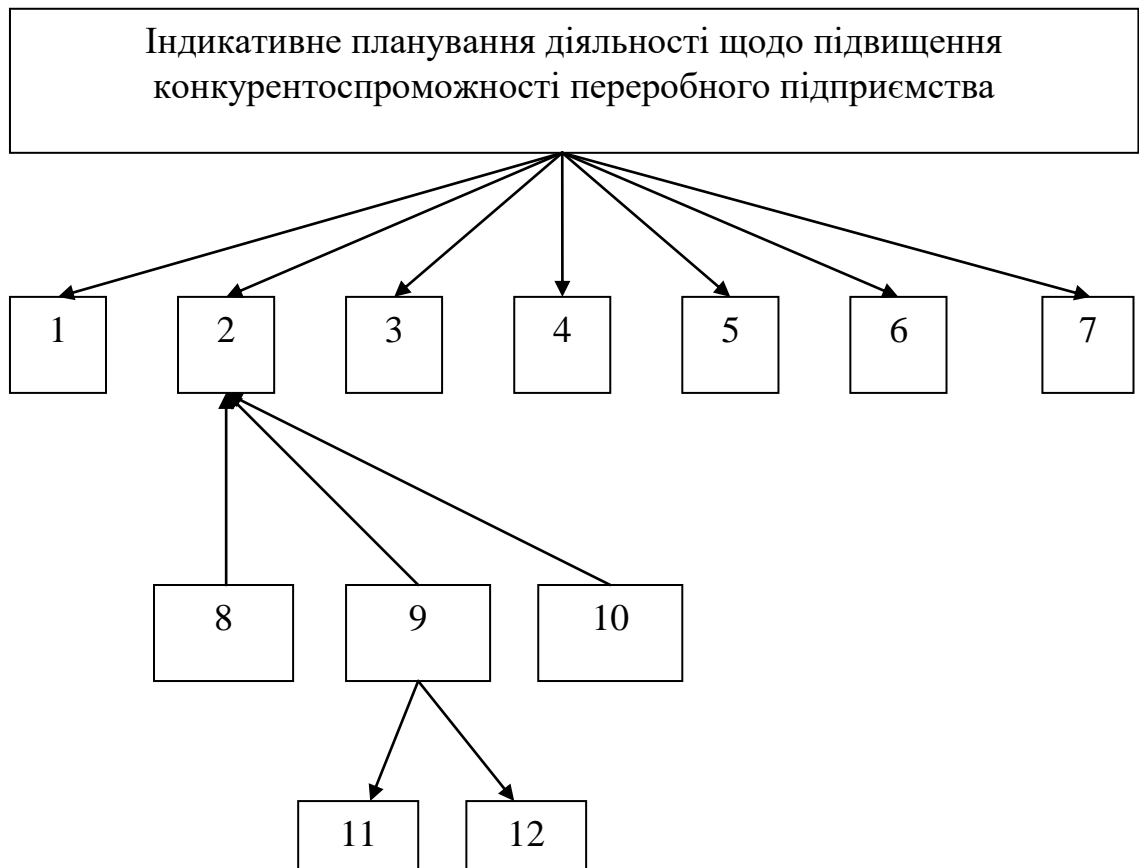 Індикативне планування діяльності щодо підвищення
конкурентоспроможності переробного підприємства
1 2 3 4 5 6 7
8 9 10
11 12